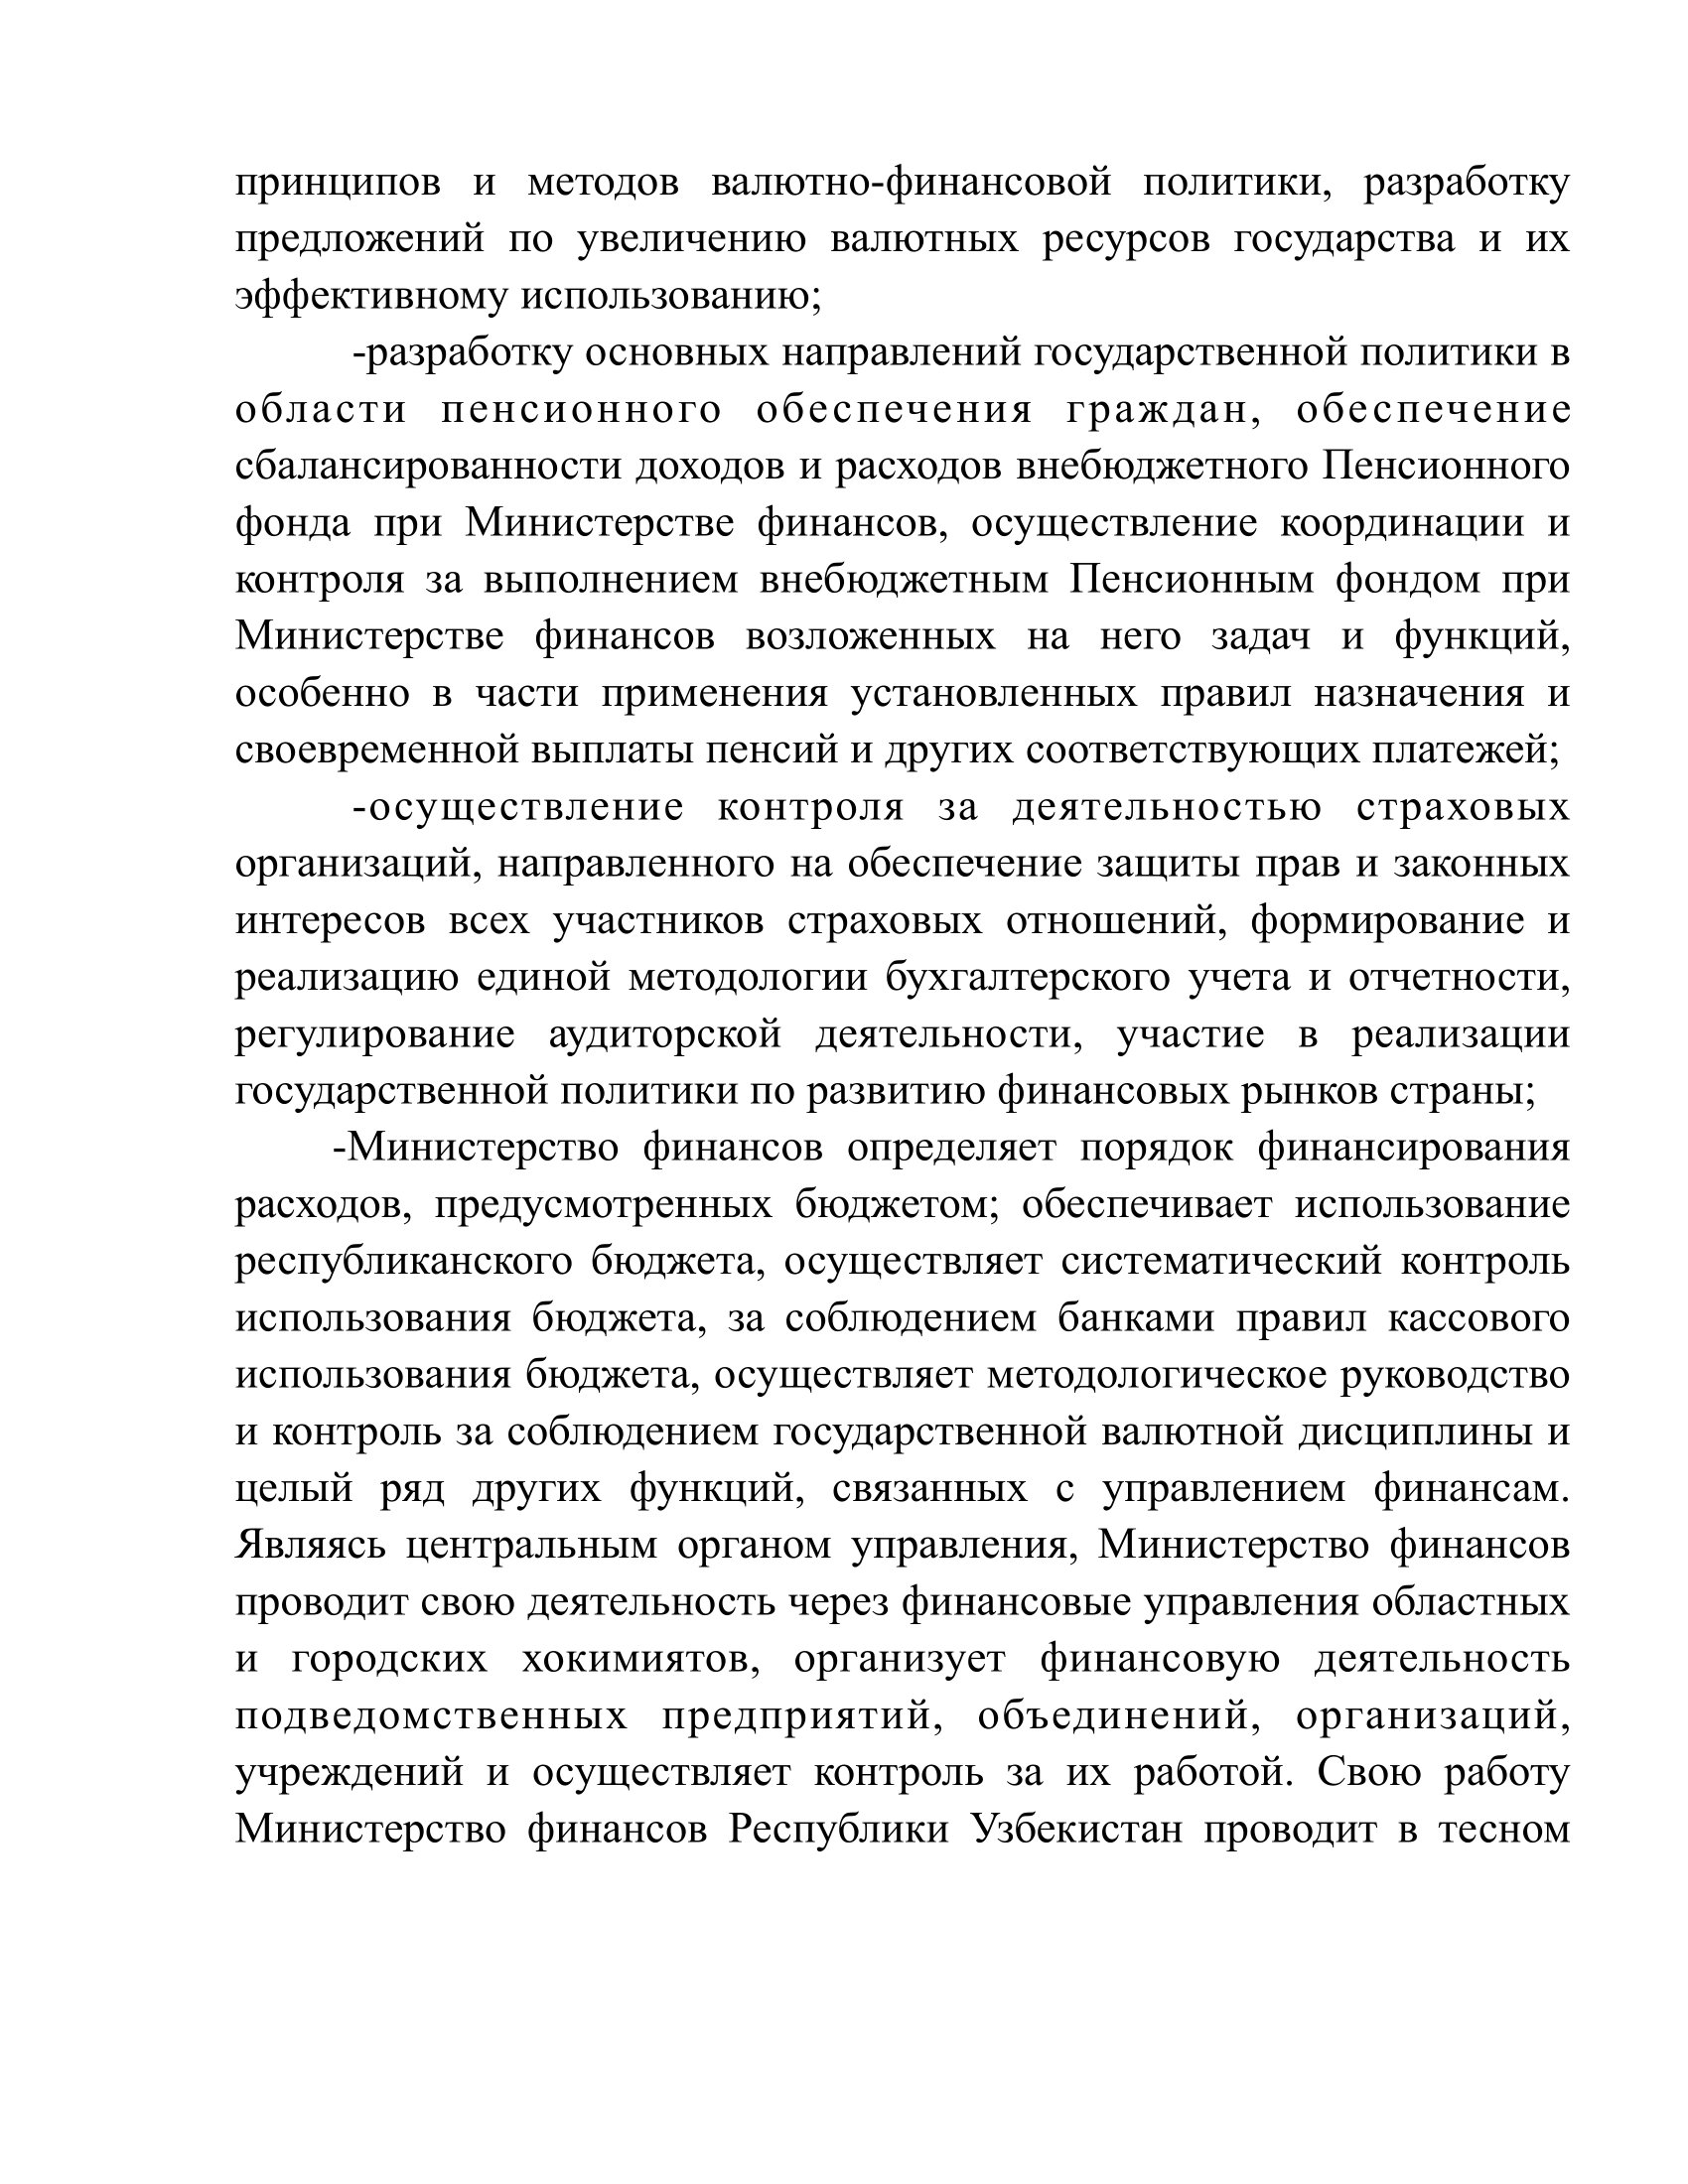 принципов и методов валютно-финансовой политики, разработку
предложений по увеличению валютных ресурсов государства и их
эффективному использованию;
-разработку основных направлений государственной политики в
области пенсионного обеспечения граждан, обеспечение
сбалансированности доходов и расходов внебюджетного Пенсионного
фонда при Министерстве финансов, осуществление координации и
контроля за выполнением внебюджетным Пенсионным фондом при
Министерстве финансов возложенных на него задач и функций,
особенно в части применения установленных правил назначения и
своевременной выплаты пенсий и других соответствующих платежей;
-осуществление контроля за деятельностью страховых
организаций, направленного на обеспечение защиты прав и законных
интересов всех участников страховых отношений, формирование и
реализацию единой методологии бухгалтерского учета и отчетности,
регулирование аудиторской деятельности, участие в реализации
государственной политики по развитию финансовых рынков страны;
-Министерство финансов определяет порядок финансирования
расходов, предусмотренных бюджетом; обеспечивает использование
республиканского бюджета, осуществляет систематический контроль
использования бюджета, за соблюдением банками правил кассового
использования бюджета, осуществляет методологическое руководство
и контроль за соблюдением государственной валютной дисциплины и
целый ряд других функций, связанных с управлением финансам.
Являясь центральным органом управления, Министерство финансов
проводит свою деятельность через финансовые управления областных
и городских хокимиятов, организует финансовую деятельность
подведомственных предприятий, объединений, организаций,
учреждений и осуществляет контроль за их работой. Свою работу
Министерство финансов Республики Узбекистан проводит в тесном